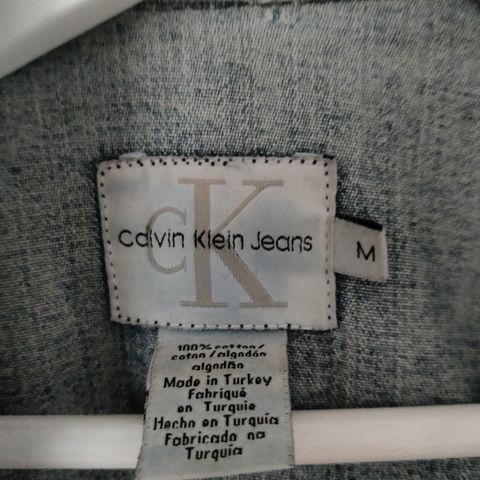 cK
Calvin Klein Jeans
M
100% cotton/
coton/algodón
algodão
Made in Turkey
Fabriqué
en Turquie
Hecho en Turquía
Fabricado na
Turquía